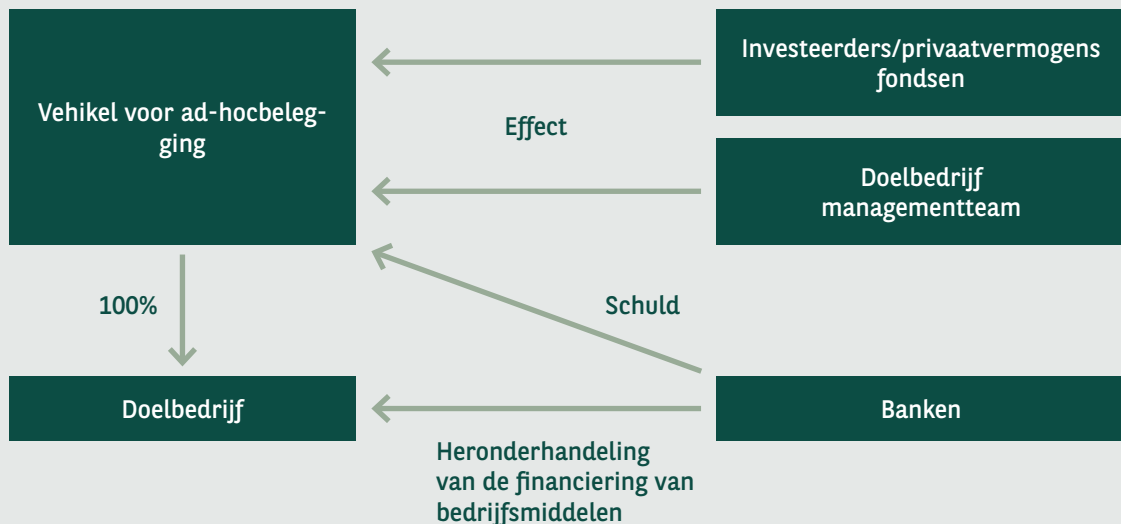 Vehikel voor ad-hocbeleg-
ging
Effect
Investeerders/privaatvermogens
fondsen
Doelbedrijf
managementteam
100%
Schuld
Doelbedrijf
Banken
Heronderhandeling
van de financiering van
bedrijfsmiddelen